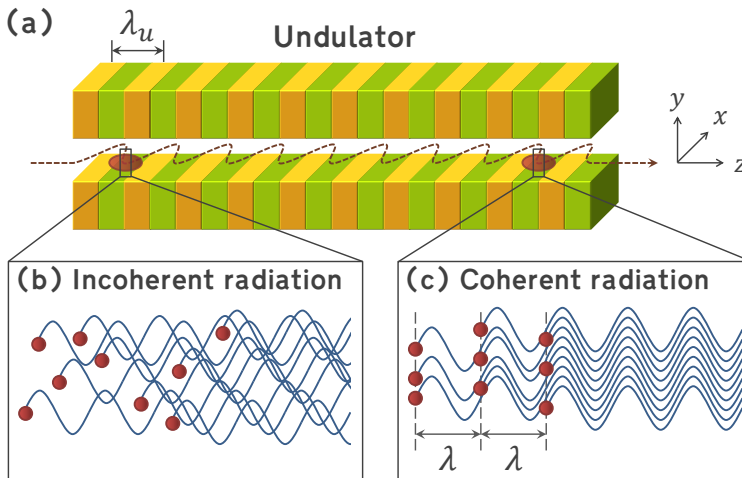 (a)
λu
Undulator
y
x
z
(b) Incoherent radiation
(c) Coherent radiation
λ
λ